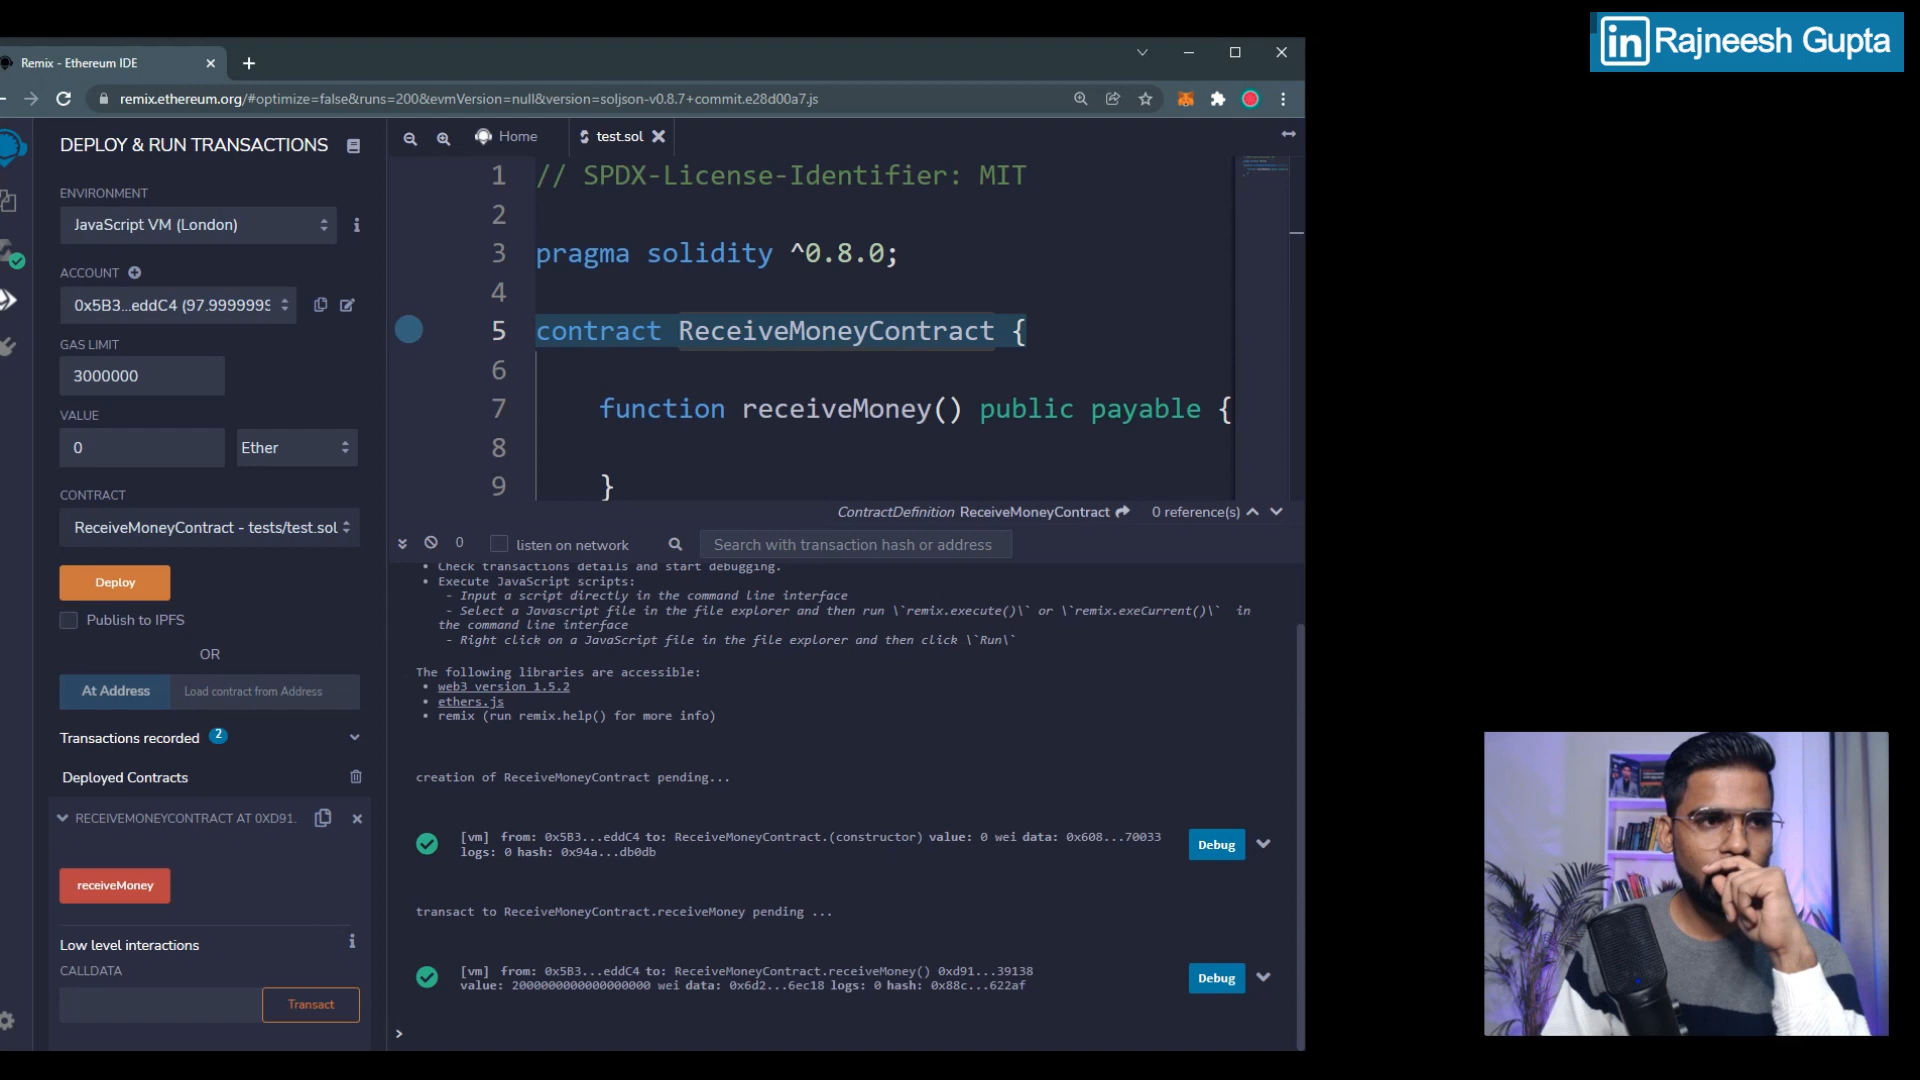 in Rajneesh Gupta
Remix - Ethereum IDE
remix.ethereum.org/#optimize=false&runs=200&evmVersion=null&version=soljson-v0.8.7+commit.e28d00a7.js
DEPLOY & RUN TRANSACTIONS
ENVIRONMENT
JavaScript VM (London)
ACCOUNT
0x5B3...eddC4 (97.9999999
GAS LIMIT
3000000
VALUE
0
Ether
CONTRACT
ReceiveMoneyContract - tests/test.sol
Deploy
Publish to IPFS
OR
At Address
Load contract from Address
Transactions recorded 2
Deployed Contracts
RECEIVEMONEYCONTRACT AT 0XD91.
receiveMoney
Low level interactions
CALLDATA
Transact
Home
test.sol
1 // SPDX-License-Identifier: MIT
2
3 pragma solidity ^0.8.0;
4
5 contract ReceiveMoneyContract {
6
7 function receiveMoney() public payable {
8
9 }
ContractDefinition ReceiveMoneyContract 0 reference(s)
0 listen on network
Search with transaction hash or address
• Check transactions details and start debugging.
• Execute JavaScript scripts:
- Input a script directly in the command line interface
- Select a Javascript file in the file explorer and then run \`remix.execute()\` or \`remix.exeCurrent()\` in
the command line interface
- Right click on a JavaScript file in the file explorer and then click \`Run\`
The following libraries are accessible:
• web3 version 1.5.2
• ethers.js
• remix (run remix.help() for more info)
creation of ReceiveMoneyContract pending...
[vm] from: 0x5B3...eddC4 to: ReceiveMoneyContract.(constructor) value: 0 wei data: 0x608...70033
logs: 0 hash: 0x94a...db0db
Debug
transact to ReceiveMoneyContract.receiveMoney pending ...
[vm] from: 0x5B3...eddC4 to: ReceiveMoneyContract.receiveMoney() 0xd91...39138
value: 2000000000000000000 wei data: 0x6d2...6ec18 logs: 0 hash: 0x88c...622af
Debug
>